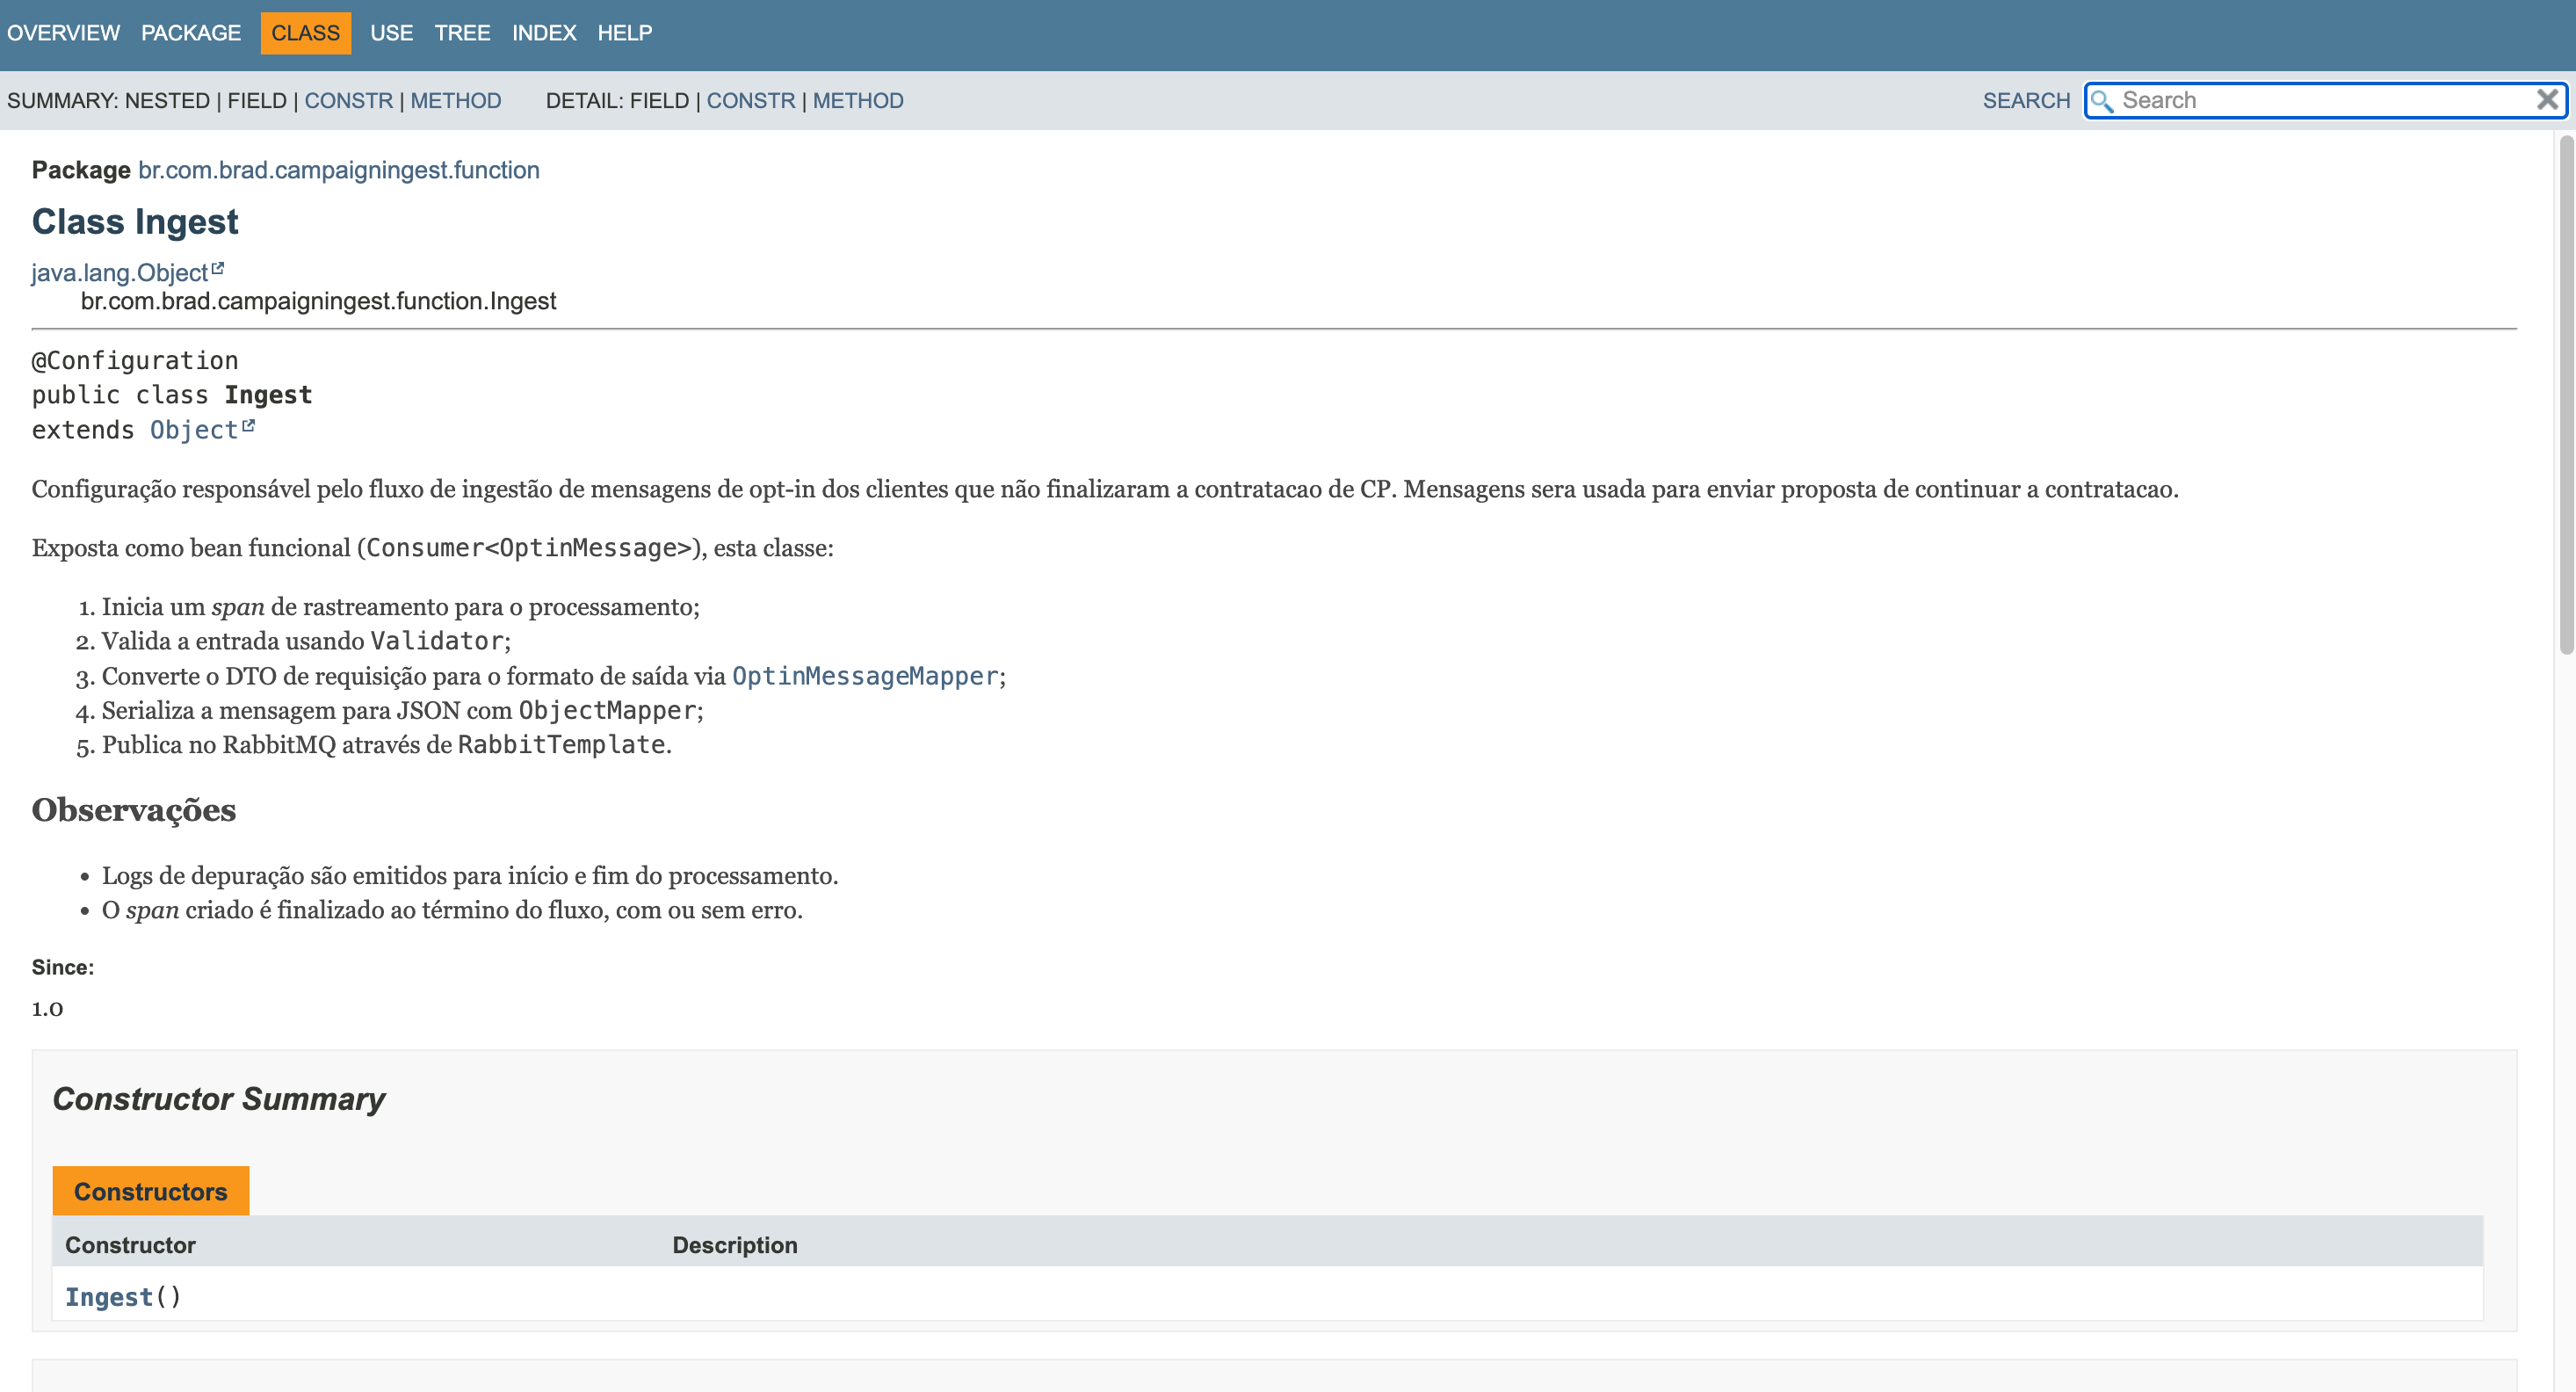 OVERVIEW PACKAGE CLASS USE TREE INDEX HELP
SUMMARY: NESTED | FIELD | CONSTR | METHOD DETAIL: FIELD | CONSTR | METHOD SEARCH Search
Package br.com.brad.campaigningest.function
Class Ingest
java.lang.Object
br.com.brad.campaigningest.function.Ingest
@Configuration
public class Ingest
extends Object
Configuração responsável pelo fluxo de ingestão de mensagens de opt-in dos clientes que não finalizaram a contratacao de CP. Mensagens sera usada para enviar proposta de continuar a contratacao.
Exposta como bean funcional (Consumer<OptinMessage>), esta classe:
1. Inicia um span de rastreamento para o processamento;
2. Valida a entrada usando Validator;
3. Converte o DTO de requisição para o formato de saída via OptinMessageMapper;
4. Serializa a mensagem para JSON com ObjectMapper;
5. Publica no RabbitMQ através de RabbitTemplate.
Observações
• Logs de depuração são emitidos para início e fim do processamento.
• O span criado é finalizado ao término do fluxo, com ou sem erro.
Since:
1.0
Constructor Summary
Constructors
Constructor Description
Ingest()